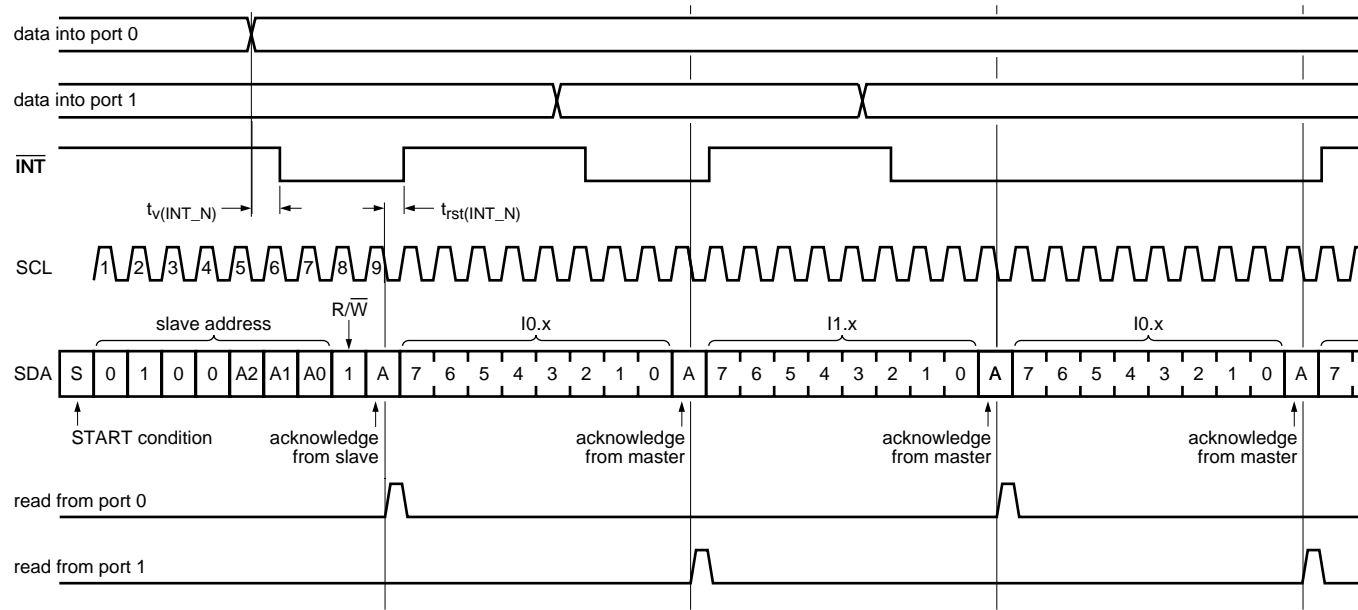 data into port 0
data into port 1
INT
tv(INT_N)
trst(INT_N)
SCL
1 2 3 4 5 6 7 8 9
R/W
slave address
I0.x
I1.x
I0.x
SDA S 0 1 0 0 A2 A1 A0 1 A 7 6 5 4 3 2 1 0 A 7 6 5 4 3 2 1 0 A 7 6 5 4 3 2 1 0 A 7
START condition
acknowledge
from slave
acknowledge
from master
acknowledge
from master
acknowledge
from master
read from port 0
read from port 1